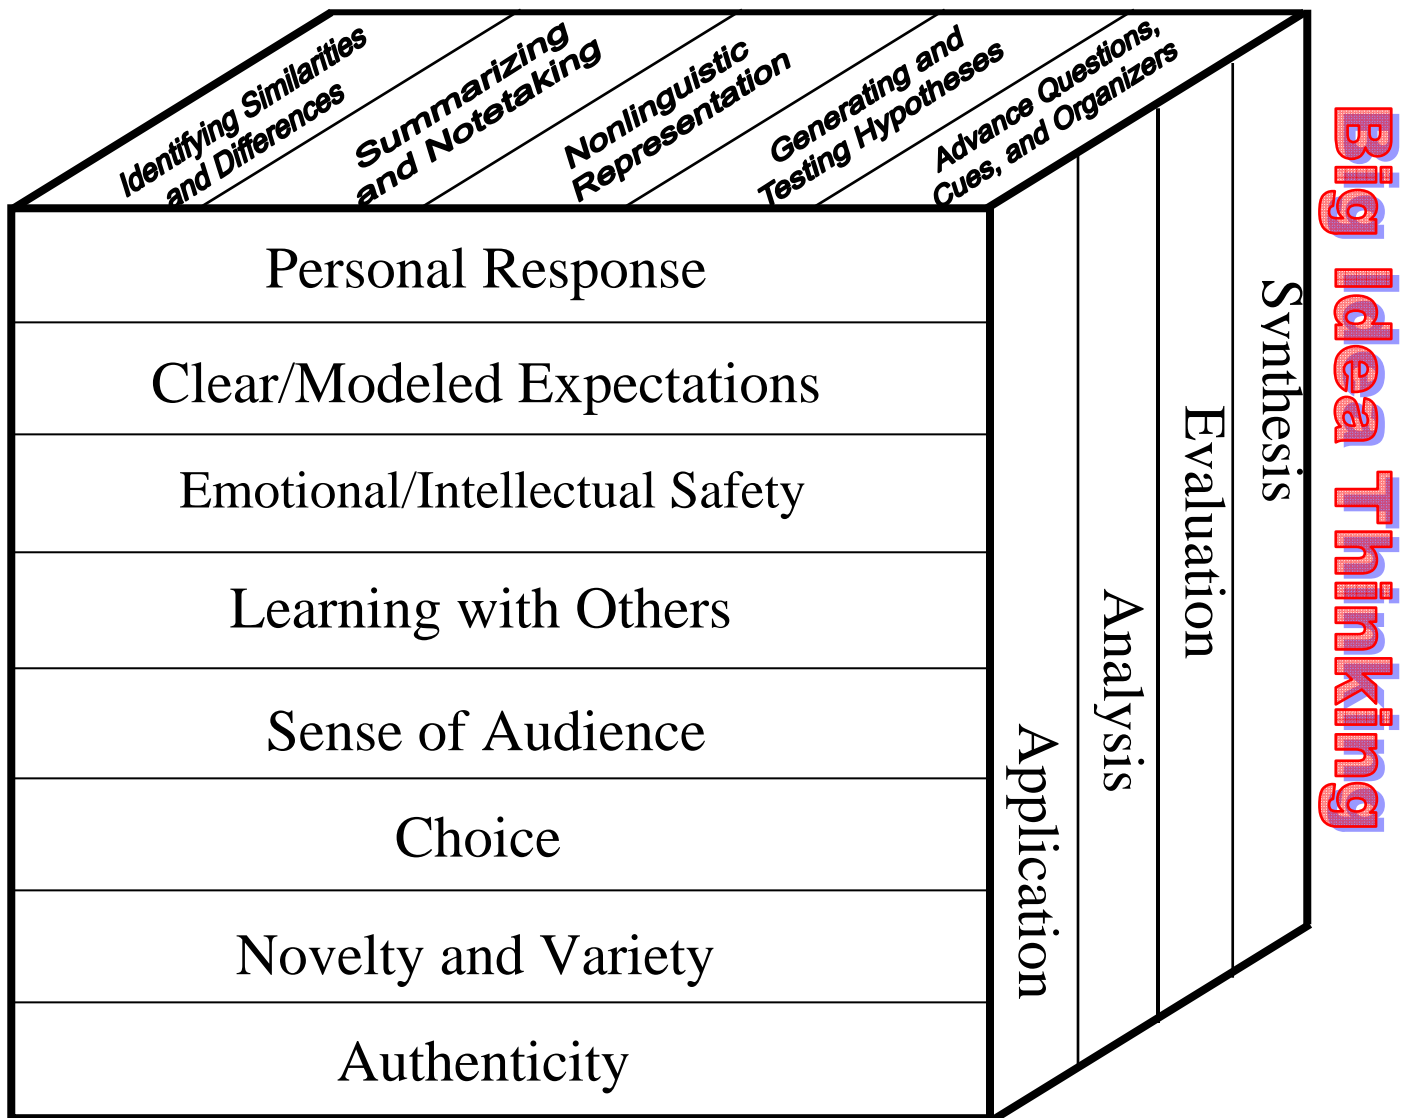 Identifying Similarities
and Differences
Summarizing
and Notetaking
Nonlinguistic
Representation
Generating and
Testing Hypotheses
Advance Questions,
Cues, and Organizers
Personal Response
Clear/Modeled Expectations
Emotional/Intellectual Safety
Learning with Others
Sense of Audience
Choice
Novelty and Variety
Authenticity
Application
Analysis
Evaluation
Synthesis
Big Idea Thinking